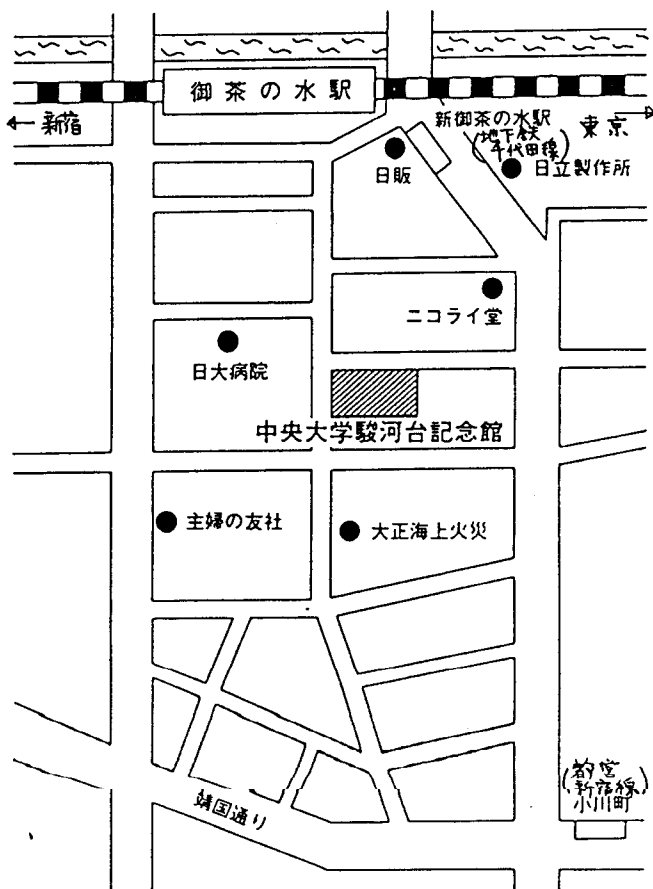 御茶の水駅
←新宿
新御茶の水駅
(地下鉄
千代田線)
東京
日販
日立製作所
ニコライ堂
日大病院
中央大学駿河台記念館
主婦の友社
大正海上火災
(都営
新宿線)
小川町
靖国通り